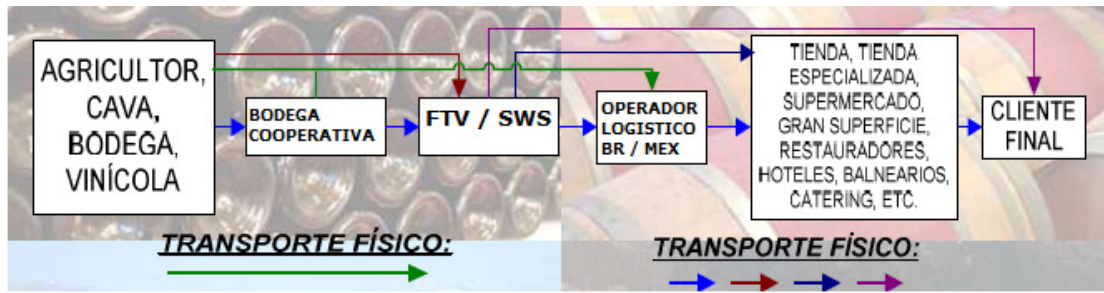 AGRICULTOR,
CAVA,
BODEGA,
VINÍCOLA
BODEGA
COOPERATIVA
FTV / SWS
OPERADOR
LOGISTICO
BR / MEX
TIENDA, TIENDA
ESPECIALIZADA,
SUPERMERCADO,
GRAN SUPERFICIE,
RESTAURADORES,
HOTELES, BALNEARIOS,
CATERING, ETC.
CLIENTE
FINAL
TRANSPORTE FÍSICO:
TRANSPORTE FÍSICO: